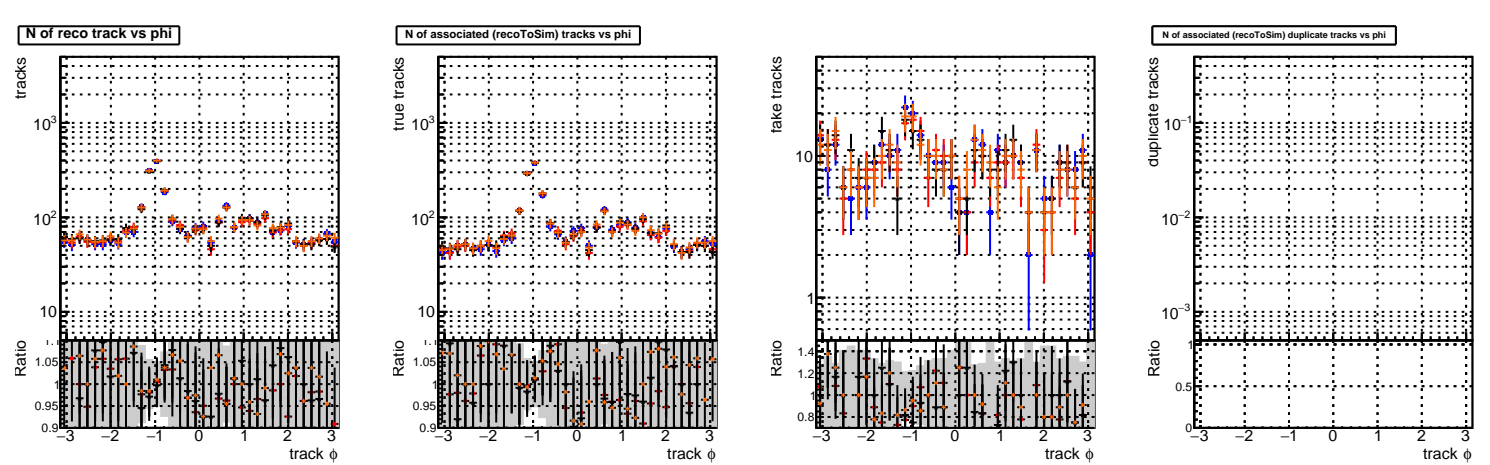 N of reco track vs phi
tracks
10³
10²
10
Ratio
1.1
1.05
1
0.95
0.9
−3 −2 −1 0 1 2 3
track ϕ
N of associated (recoToSim) tracks vs phi
true tracks
10³
10²
10
Ratio
1.1
1.05
1
0.95
0.9
−3 −2 −1 0 1 2 3
track ϕ
fake tracks
10
1
Ratio
1.4
1.2
1
0.8
−3 −2 −1 0 1 2 3
track ϕ
N of associated (recoToSim) duplicate tracks vs phi
duplicate tracks
10⁻¹
10⁻²
10⁻³
Ratio
1
0.5
0
−3 −2 −1 0 1 2 3
track ϕ